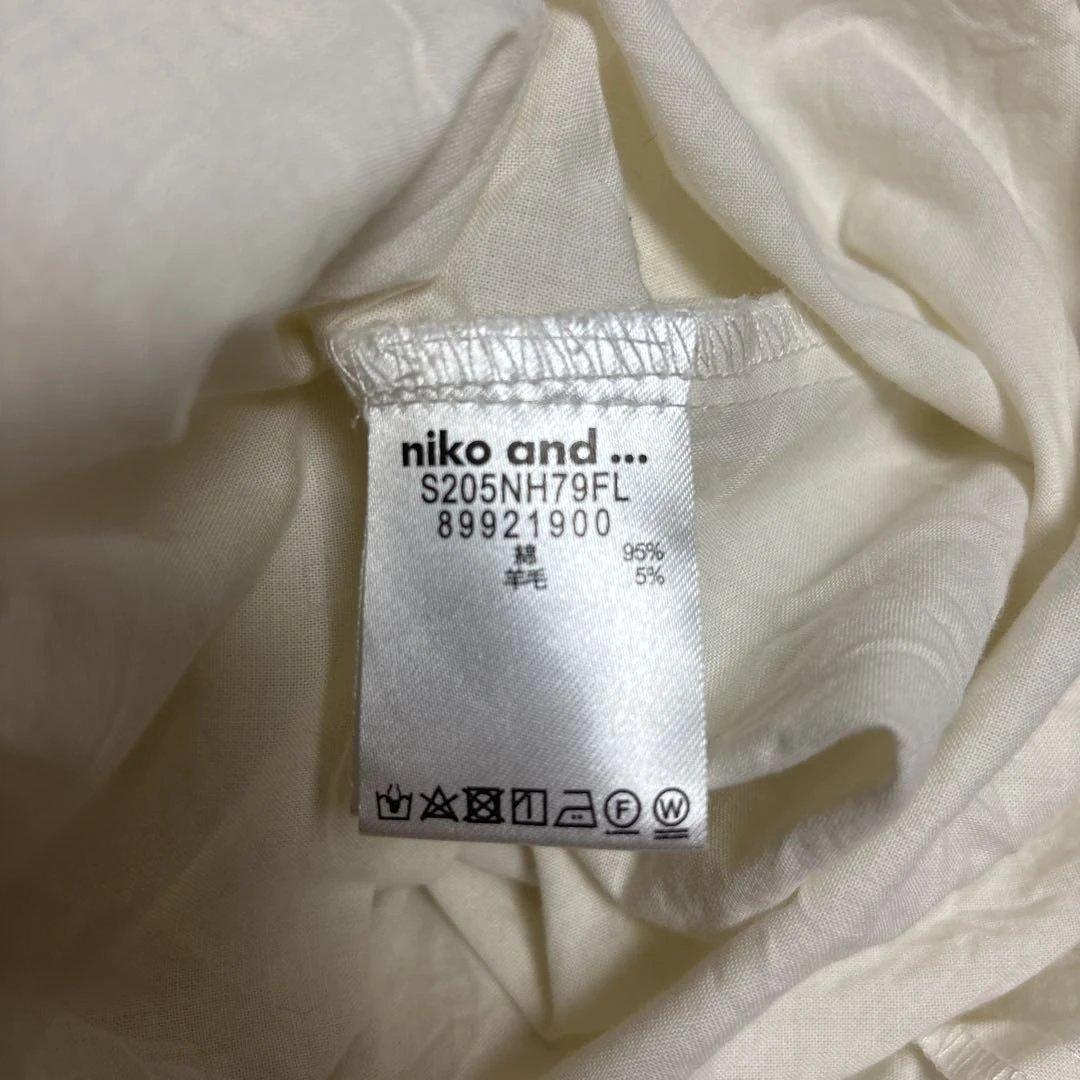 niko and ...
S205NH79FL
89921900
綿 95%
羊毛 5%
F W